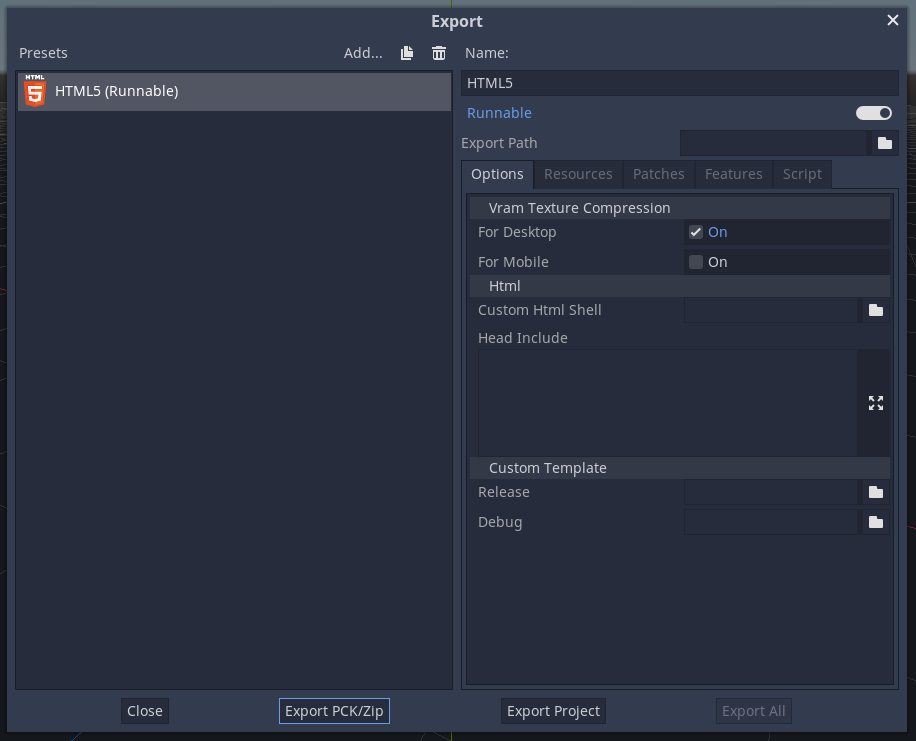 Export
Presets
Add...
Name:
HTML
5
HTML5 (Runnable)
HTML5
Runnable
Export Path
Options Resources Patches Features Script
Vram Texture Compression
For Desktop On
For Mobile On
Html
Custom Html Shell
Head Include
Custom Template
Release
Debug
Close Export PCK/Zip Export Project Export All